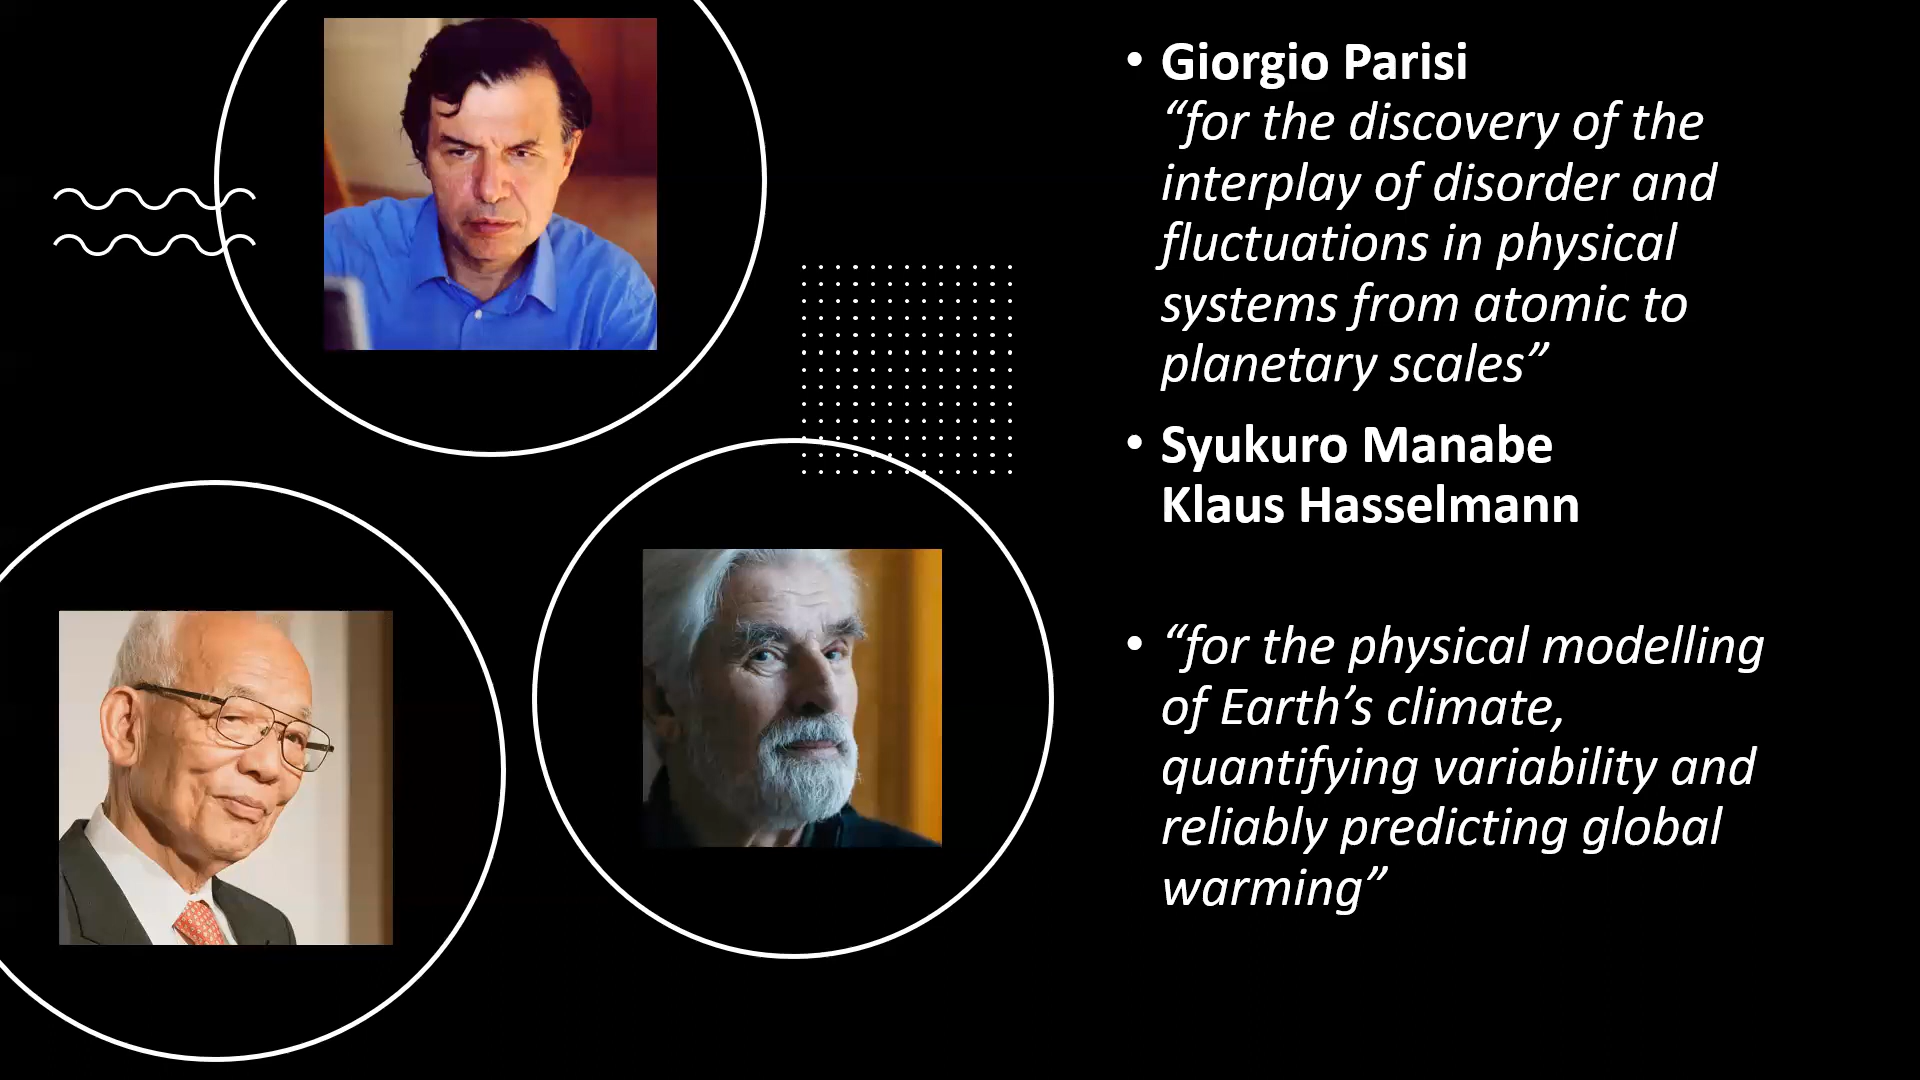 • Giorgio Parisi
“for the discovery of the
interplay of disorder and
fluctuations in physical
systems from atomic to
planetary scales”
• Syukuro Manabe
Klaus Hasselmann
• “for the physical modelling
of Earth’s climate,
quantifying variability and
reliably predicting global
warming”